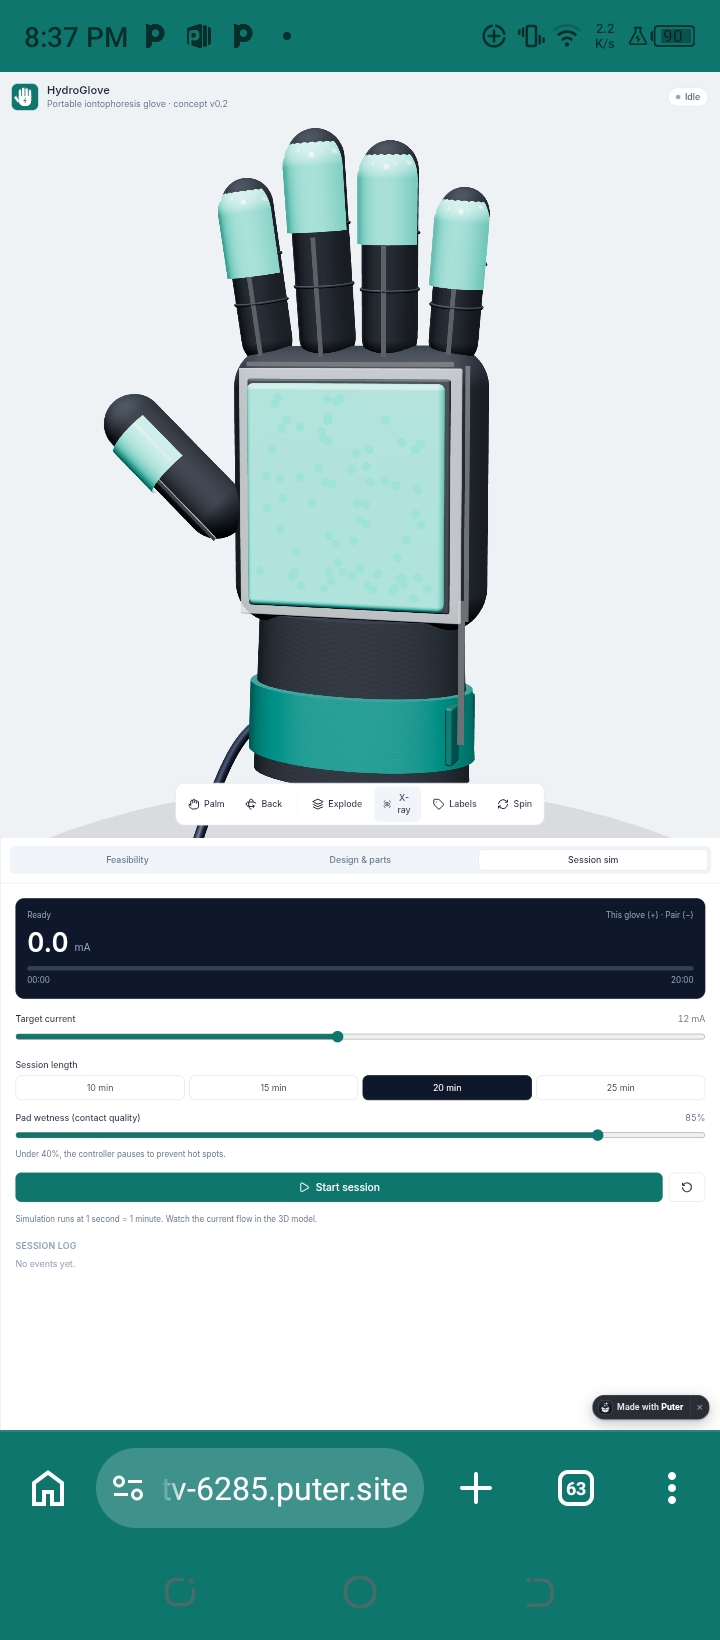 8:37 PM
2.2
K/s
90
HydroGlove
Portable iontophoresis glove · concept v0.2
Idle
Palm
Back
Explode
X-
ray
Labels
Spin
Feasibility
Design & parts
Session sim
Ready
This glove (+) · Pair (−)
0.0 mA
00:00
20:00
Target current
12 mA
Session length
10 min
15 min
20 min
25 min
Pad wetness (contact quality)
85%
Under 40%, the controller pauses to prevent hot spots.
Start session
Simulation runs at 1 second = 1 minute. Watch the current flow in the 3D model.
SESSION LOG
No events yet.
Made with Puter ×
tv-6285.puter.site
63